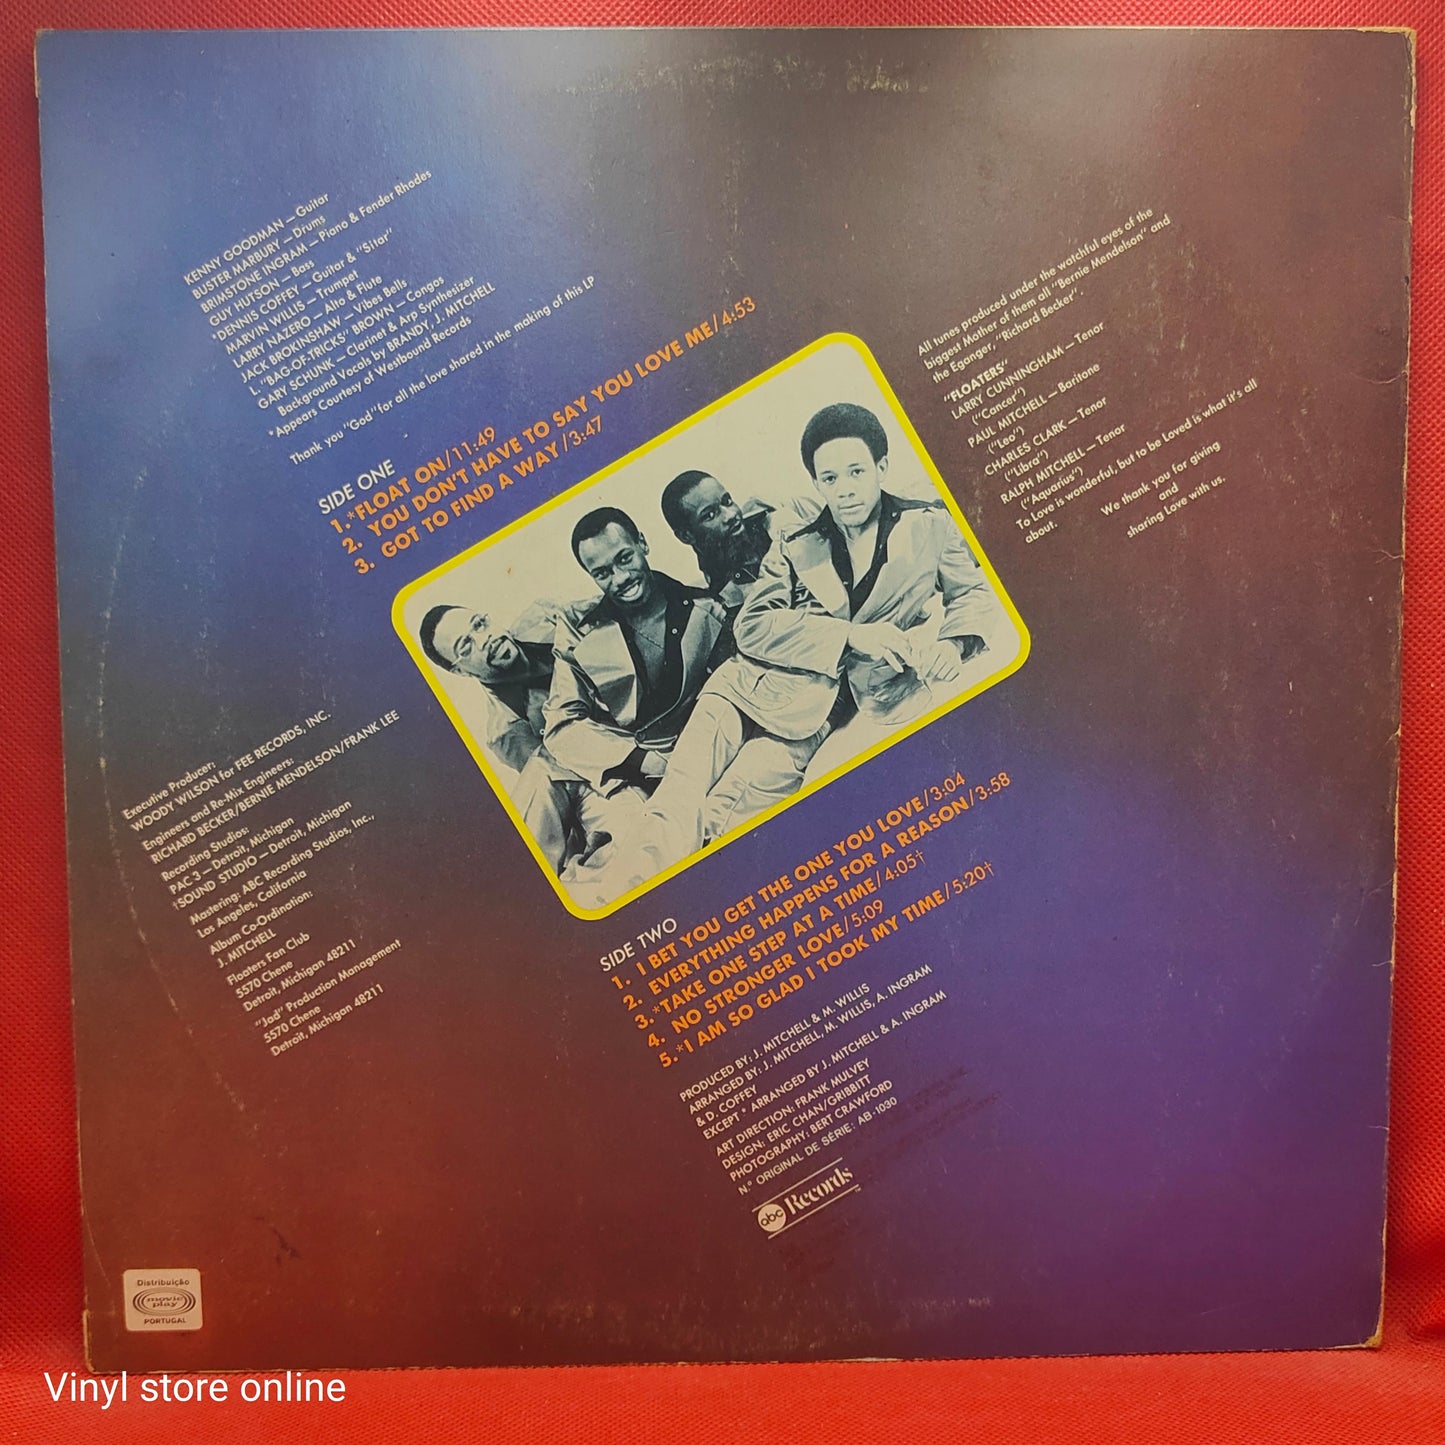 KENNY GOODMAN — Guitar
BUSTER MARBURY — Drums
BRIMSTONE INGRAM — Piano & Fender Rhodes
GUY HUTSON — Bass
*DENNIS COFFEY — Guitar & "Sitar"
MARVIN WILLIS — Trumpet
LARRY NAZERO — Alto & Flute
JACK BROKINSHAW — Vibes Bells
L. "BAG-OF-TRICKS" BROWN — Congos
GARY SCHUNK — Clarinet & Arp Synthesizer
Background Vocals by BRANDY, J. MITCHELL
*Appears Courtesy of Westbound Records
Thank you "God" for all the love shared in the making of this LP
SIDE ONE
1.*FLOAT ON/11:49
2. YOU DON'T HAVE TO SAY YOU LOVE ME/4:53
3. GOT TO FIND A WAY/3:47
All tunes produced under the watchful eyes of the
biggest Mother of them all "Bernie Mendelson" and
the Eganger, "Richard Becker".
"FLOATERS"
LARRY CUNNINGHAM — Tenor
("Cancer")
PAUL MITCHELL — Baritone
("Leo")
CHARLES CLARK — Tenor
("Libra")
RALPH MITCHELL — Tenor
("Aquarius")
To Love is wonderful, but to be Loved is what it's all
about.
We thank you for giving
and
sharing Love with us.
Executive Producer:
WOODY WILSON for FEE RECORDS, INC.
Engineers and Re-Mix Engineers:
RICHARD BECKER/BERNIE MENDELSON/FRANK LEE
Recording Studios:
PAC 3 — Detroit, Michigan
†SOUND STUDIO — Detroit, Michigan
Mastering: ABC Recording Studios, Inc.,
Los Angeles, California
Album Co-Ordination:
J. MITCHELL
Floaters Fan Club
5570 Chene
Detroit, Michigan 48211
"Jad" Production Management
5570 Chene
Detroit, Michigan 48211
SIDE TWO
1. I BET YOU GET THE ONE YOU LOVE/3:04
2. EVERYTHING HAPPENS FOR A REASON/3:58
3.*TAKE ONE STEP AT A TIME/4:05†
4. NO STRONGER LOVE/5:09
5.*I AM SO GLAD I TOOK MY TIME/5:20†
PRODUCED BY: J. MITCHELL & M. WILLIS
ARRANGED BY: J. MITCHELL, M. WILLIS, A. INGRAM
& D. COFFEY
EXCEPT * ARRANGED BY J. MITCHELL & A. INGRAM
ART DIRECTION: FRANK MULVEY
DESIGN: ERIC CHAN/GRIBBITT
PHOTOGRAPHY: BERT CRAWFORD
N.º ORIGINAL DE SÉRIE: AB-1030
abc Records™
Distribuição
movie
play
PORTUGAL
Vinyl store online